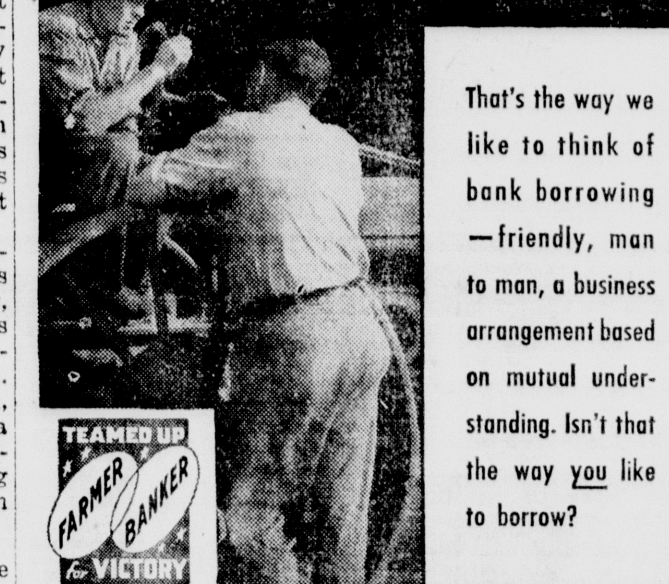 That's the way we
like to think of
bank borrowing
—friendly, man
to man, a business
arrangement based
on mutual under-
standing. Isn't that
the way you like
to borrow?
TEAMED UP
FARMER
BANKER
for VICTORY